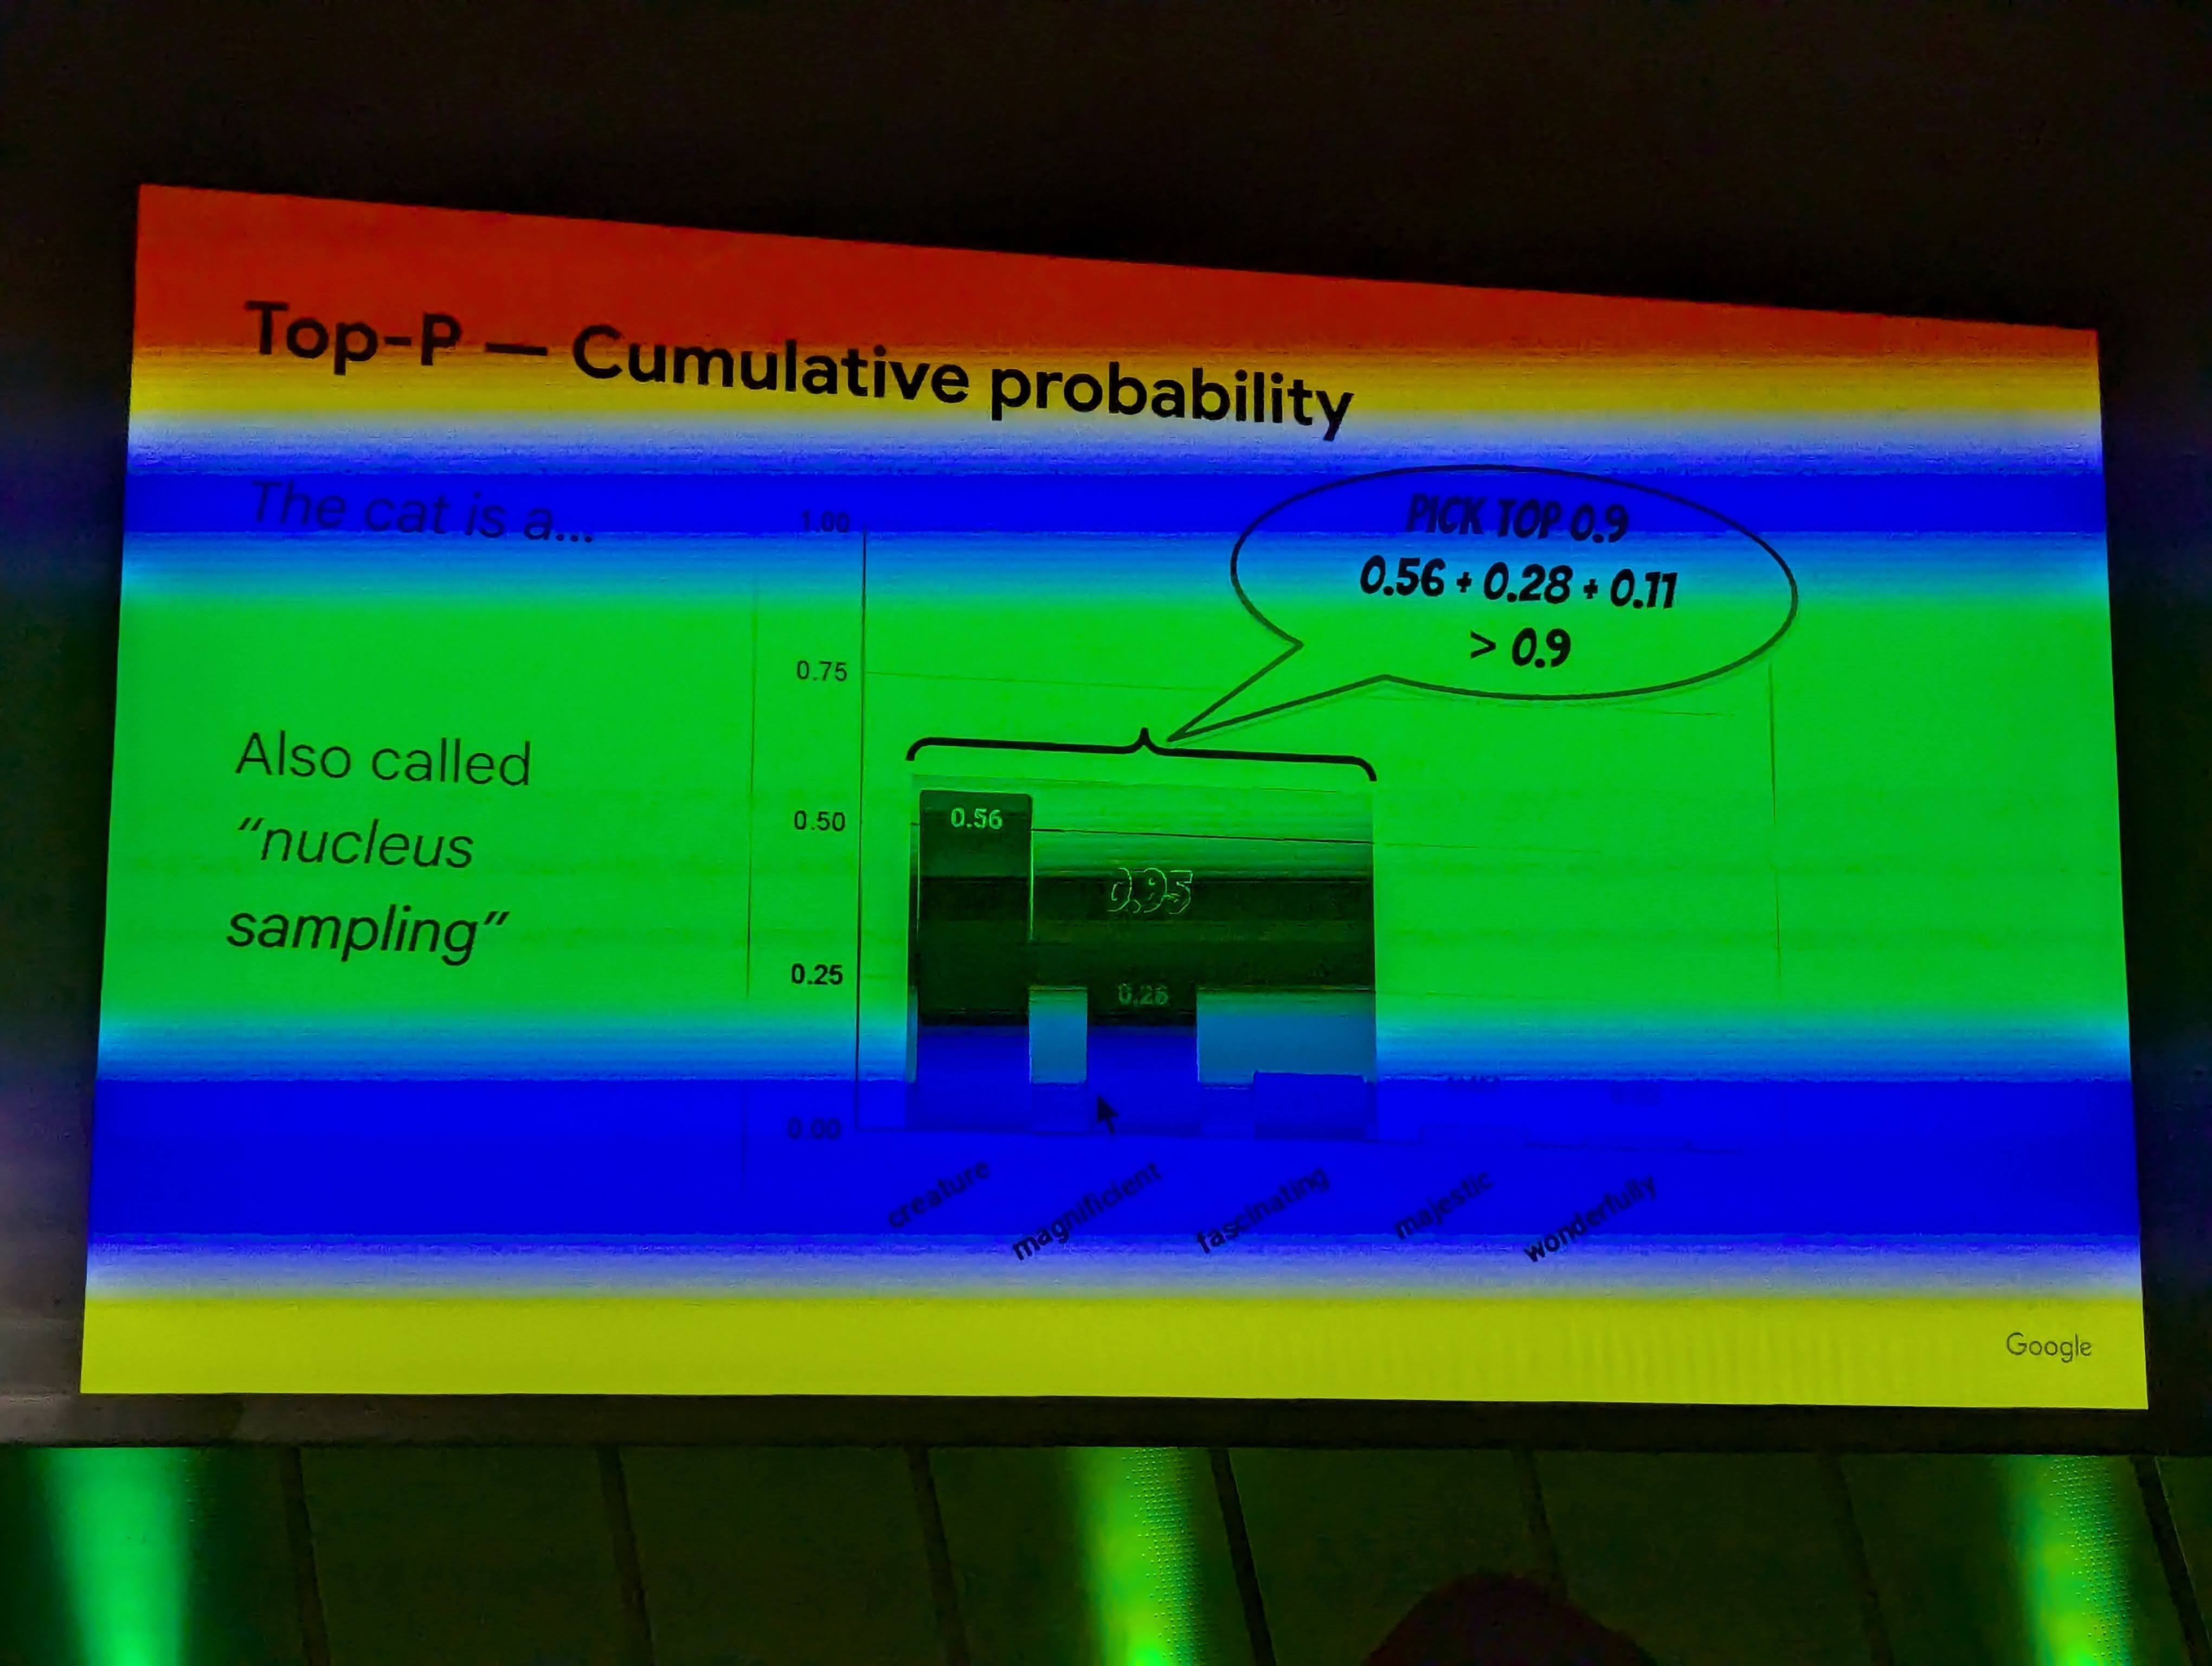 Top-P — Cumulative probability
The cat is a...
PICK TOP 0.9
0.56 + 0.28 + 0.11
> 0.9
Also called
“nucleus
sampling”
1.00
0.75
0.50
0.25
0.00
0.56
0.95
0.28
creature
magnificient
fascinating
majestic
wonderfully
Google